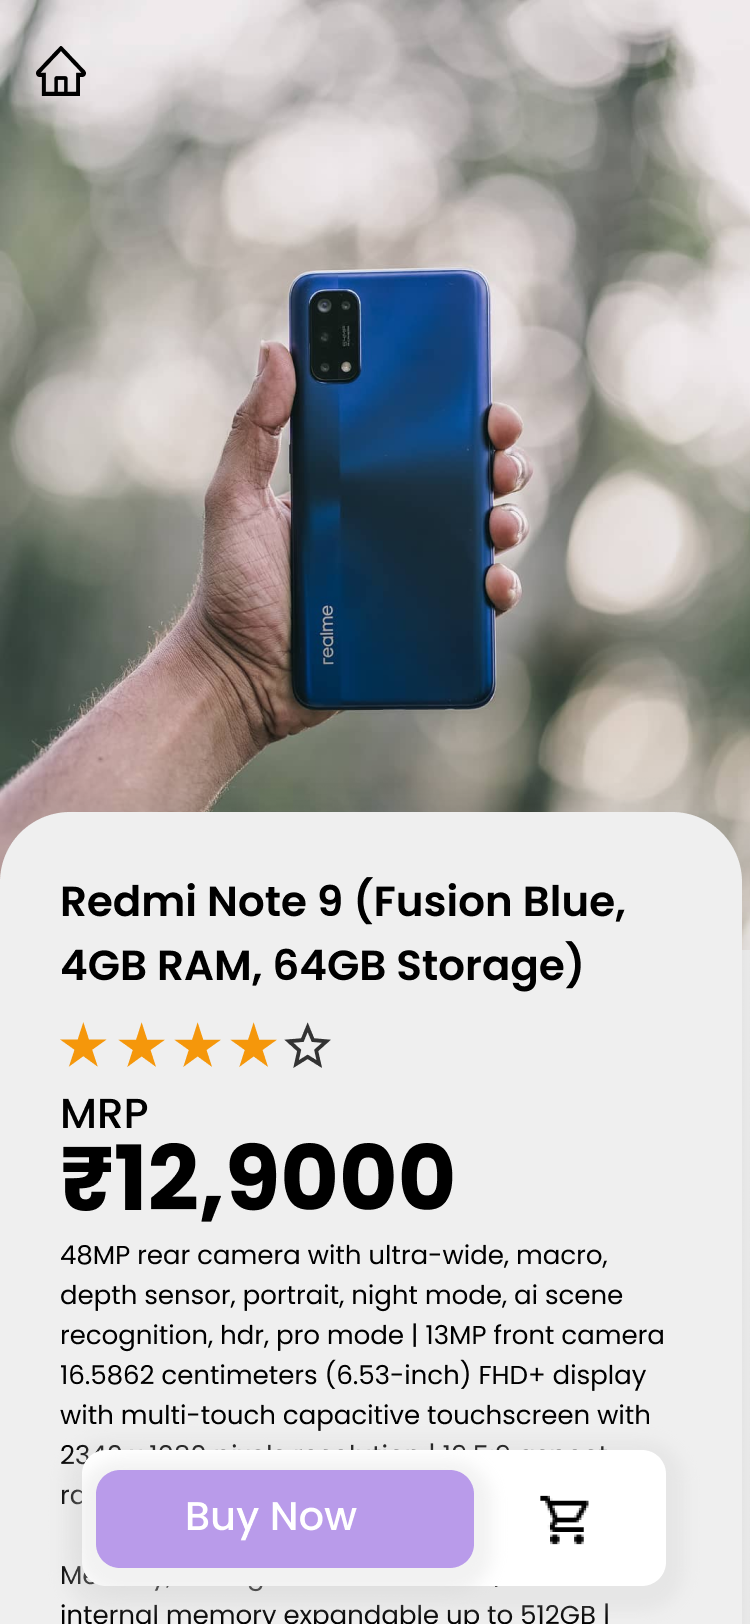 realme
Redmi Note 9 (Fusion Blue,
4GB RAM, 64GB Storage)
MRP
₹12,9000
48MP rear camera with ultra-wide, macro,
depth sensor, portrait, night mode, ai scene
recognition, hdr, pro mode | 13MP front camera
16.5862 centimeters (6.53-inch) FHD+ display
with multi-touch capacitive touchscreen with
Buy Now
internal memory expandable up to 512GB |